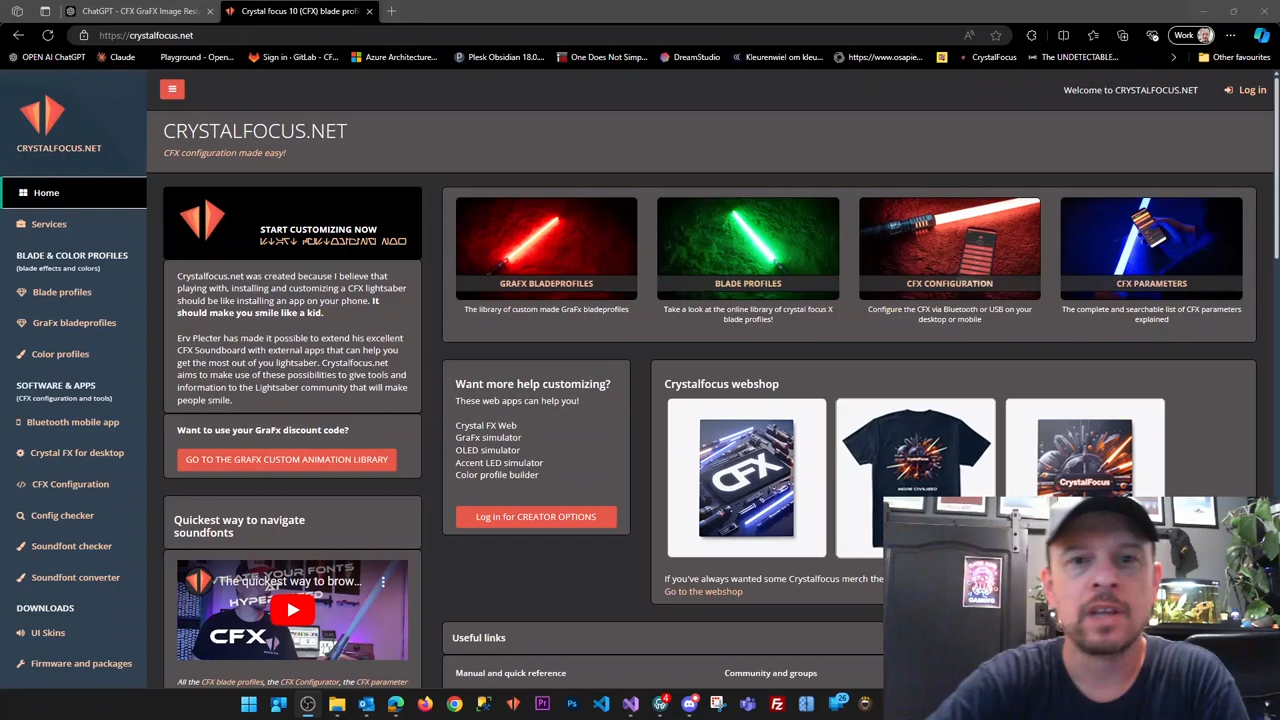 ChatGPT - CFX GraFX Image Resi
Crystal focus 10 (CFX) blade profi
https://crystalfocus.net
Work
OPEN AI ChatGPT
Claude
Playground - Open...
Sign in · GitLab - CF...
Azure Architecture...
Plesk Obsidian 18.0....
One Does Not Simp...
DreamStudio
Kleurenwiel om kleu...
https://www.osapie...
CrystalFocus
The UNDETECTABLE...
Other favourites
CRYSTALFOCUS.NET
Welcome to CRYSTALFOCUS.NET
Log in
CRYSTALFOCUS.NET
CFX configuration made easy!
Home
Services
BLADE & COLOR PROFILES
(blade effects and colors)
Blade profiles
GraFx bladeprofiles
Color profiles
SOFTWARE & APPS
(CFX configuration and tools)
Bluetooth mobile app
Crystal FX for desktop
CFX Configuration
Config checker
Soundfont checker
Soundfont converter
DOWNLOADS
UI Skins
Firmware and packages
START CUSTOMIZING NOW
Crystalfocus.net was created because I believe that
playing with, installing and customizing a CFX lightsaber
should be like installing an app on your phone. It
should make you smile like a kid.
Erv Plecter has made it possible to extend his excellent
CFX Soundboard with external apps that can help you
get the most out of you lightsaber. Crystalfocus.net
aims to make use of these possibilities to give tools and
information to the Lightsaber community that will make
people smile.
Want to use your GraFx discount code?
GO TO THE GRAFX CUSTOM ANIMATION LIBRARY
Quickest way to navigate
soundfonts
The quickest way to brow...
YOUR FONTS
HYPE
CFX
All the CFX blade profiles, the CFX Configurator, the CFX parameter
GRAFX BLADEPROFILES
The library of custom made GraFx bladeprofiles
BLADE PROFILES
Take a look at the online library of crystal focus X
blade profiles!
CFX CONFIGURATION
Configure the CFX via Bluetooth or USB on your
desktop or mobile
CFX PARAMETERS
The complete and searchable list of CFX parameters
explained
Want more help customizing?
These web apps can help you!
Crystal FX Web
GraFx simulator
OLED simulator
Accent LED simulator
Color profile builder
Log in for CREATOR OPTIONS
Crystalfocus webshop
CFX
CrystalFocus
If you've always wanted some Crystalfocus merch the
Go to the webshop
Useful links
Manual and quick reference
Community and groups
GAMING
4
26